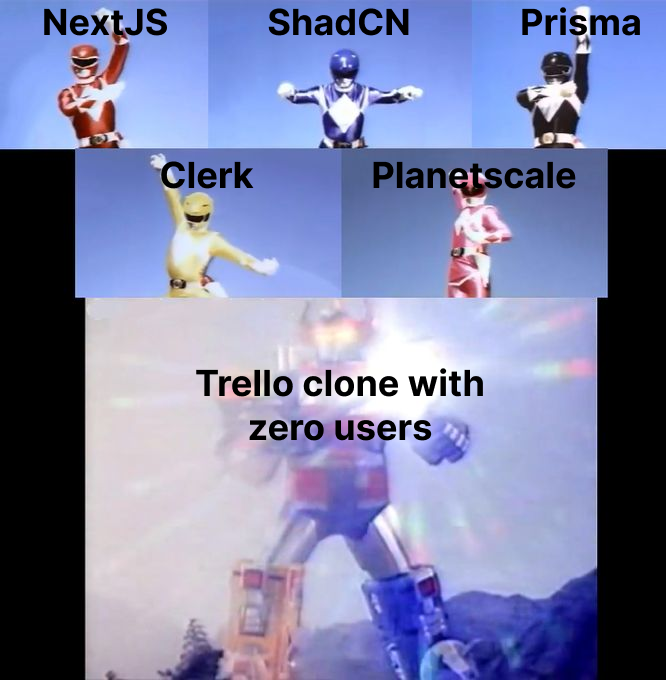 NextJS
ShadCN
Prisma
Clerk
Planetscale
Trello clone with
zero users